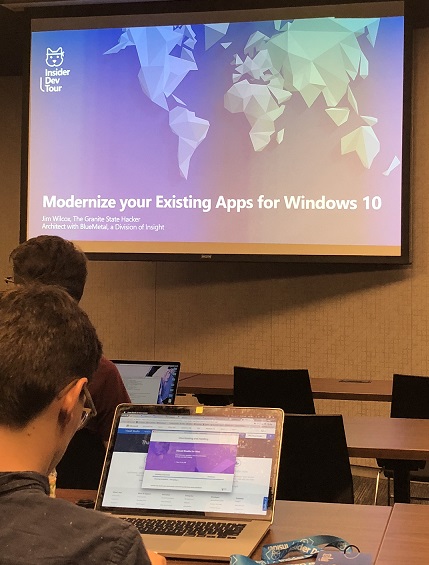 Insider
Dev
Tour
Modernize your Existing Apps for Windows 10
Jim Wilcox, The Granite State Hacker
Architect with BlueMetal, a Division of Insight